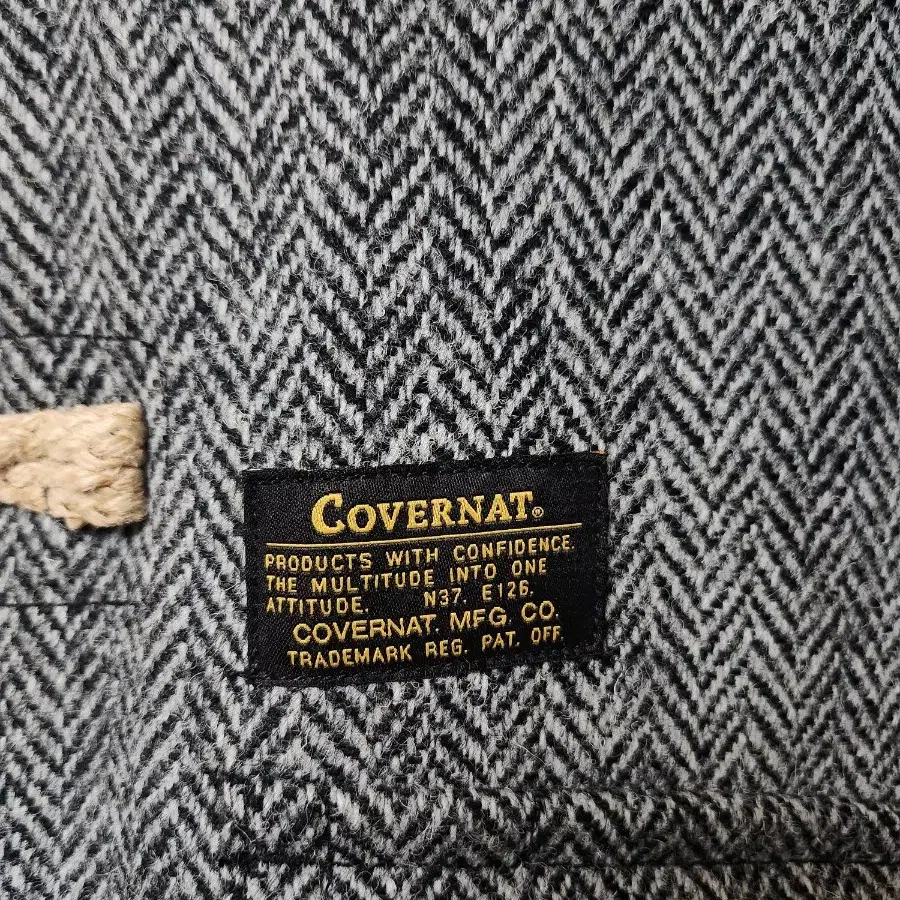 COVERNAT®
PRODUCTS WITH CONFIDENCE.
THE MULTITUDE INTO ONE
ATTITUDE. N37. E126.
COVERNAT. MFG. CO.
TRADEMARK REG. PAT. OFF.